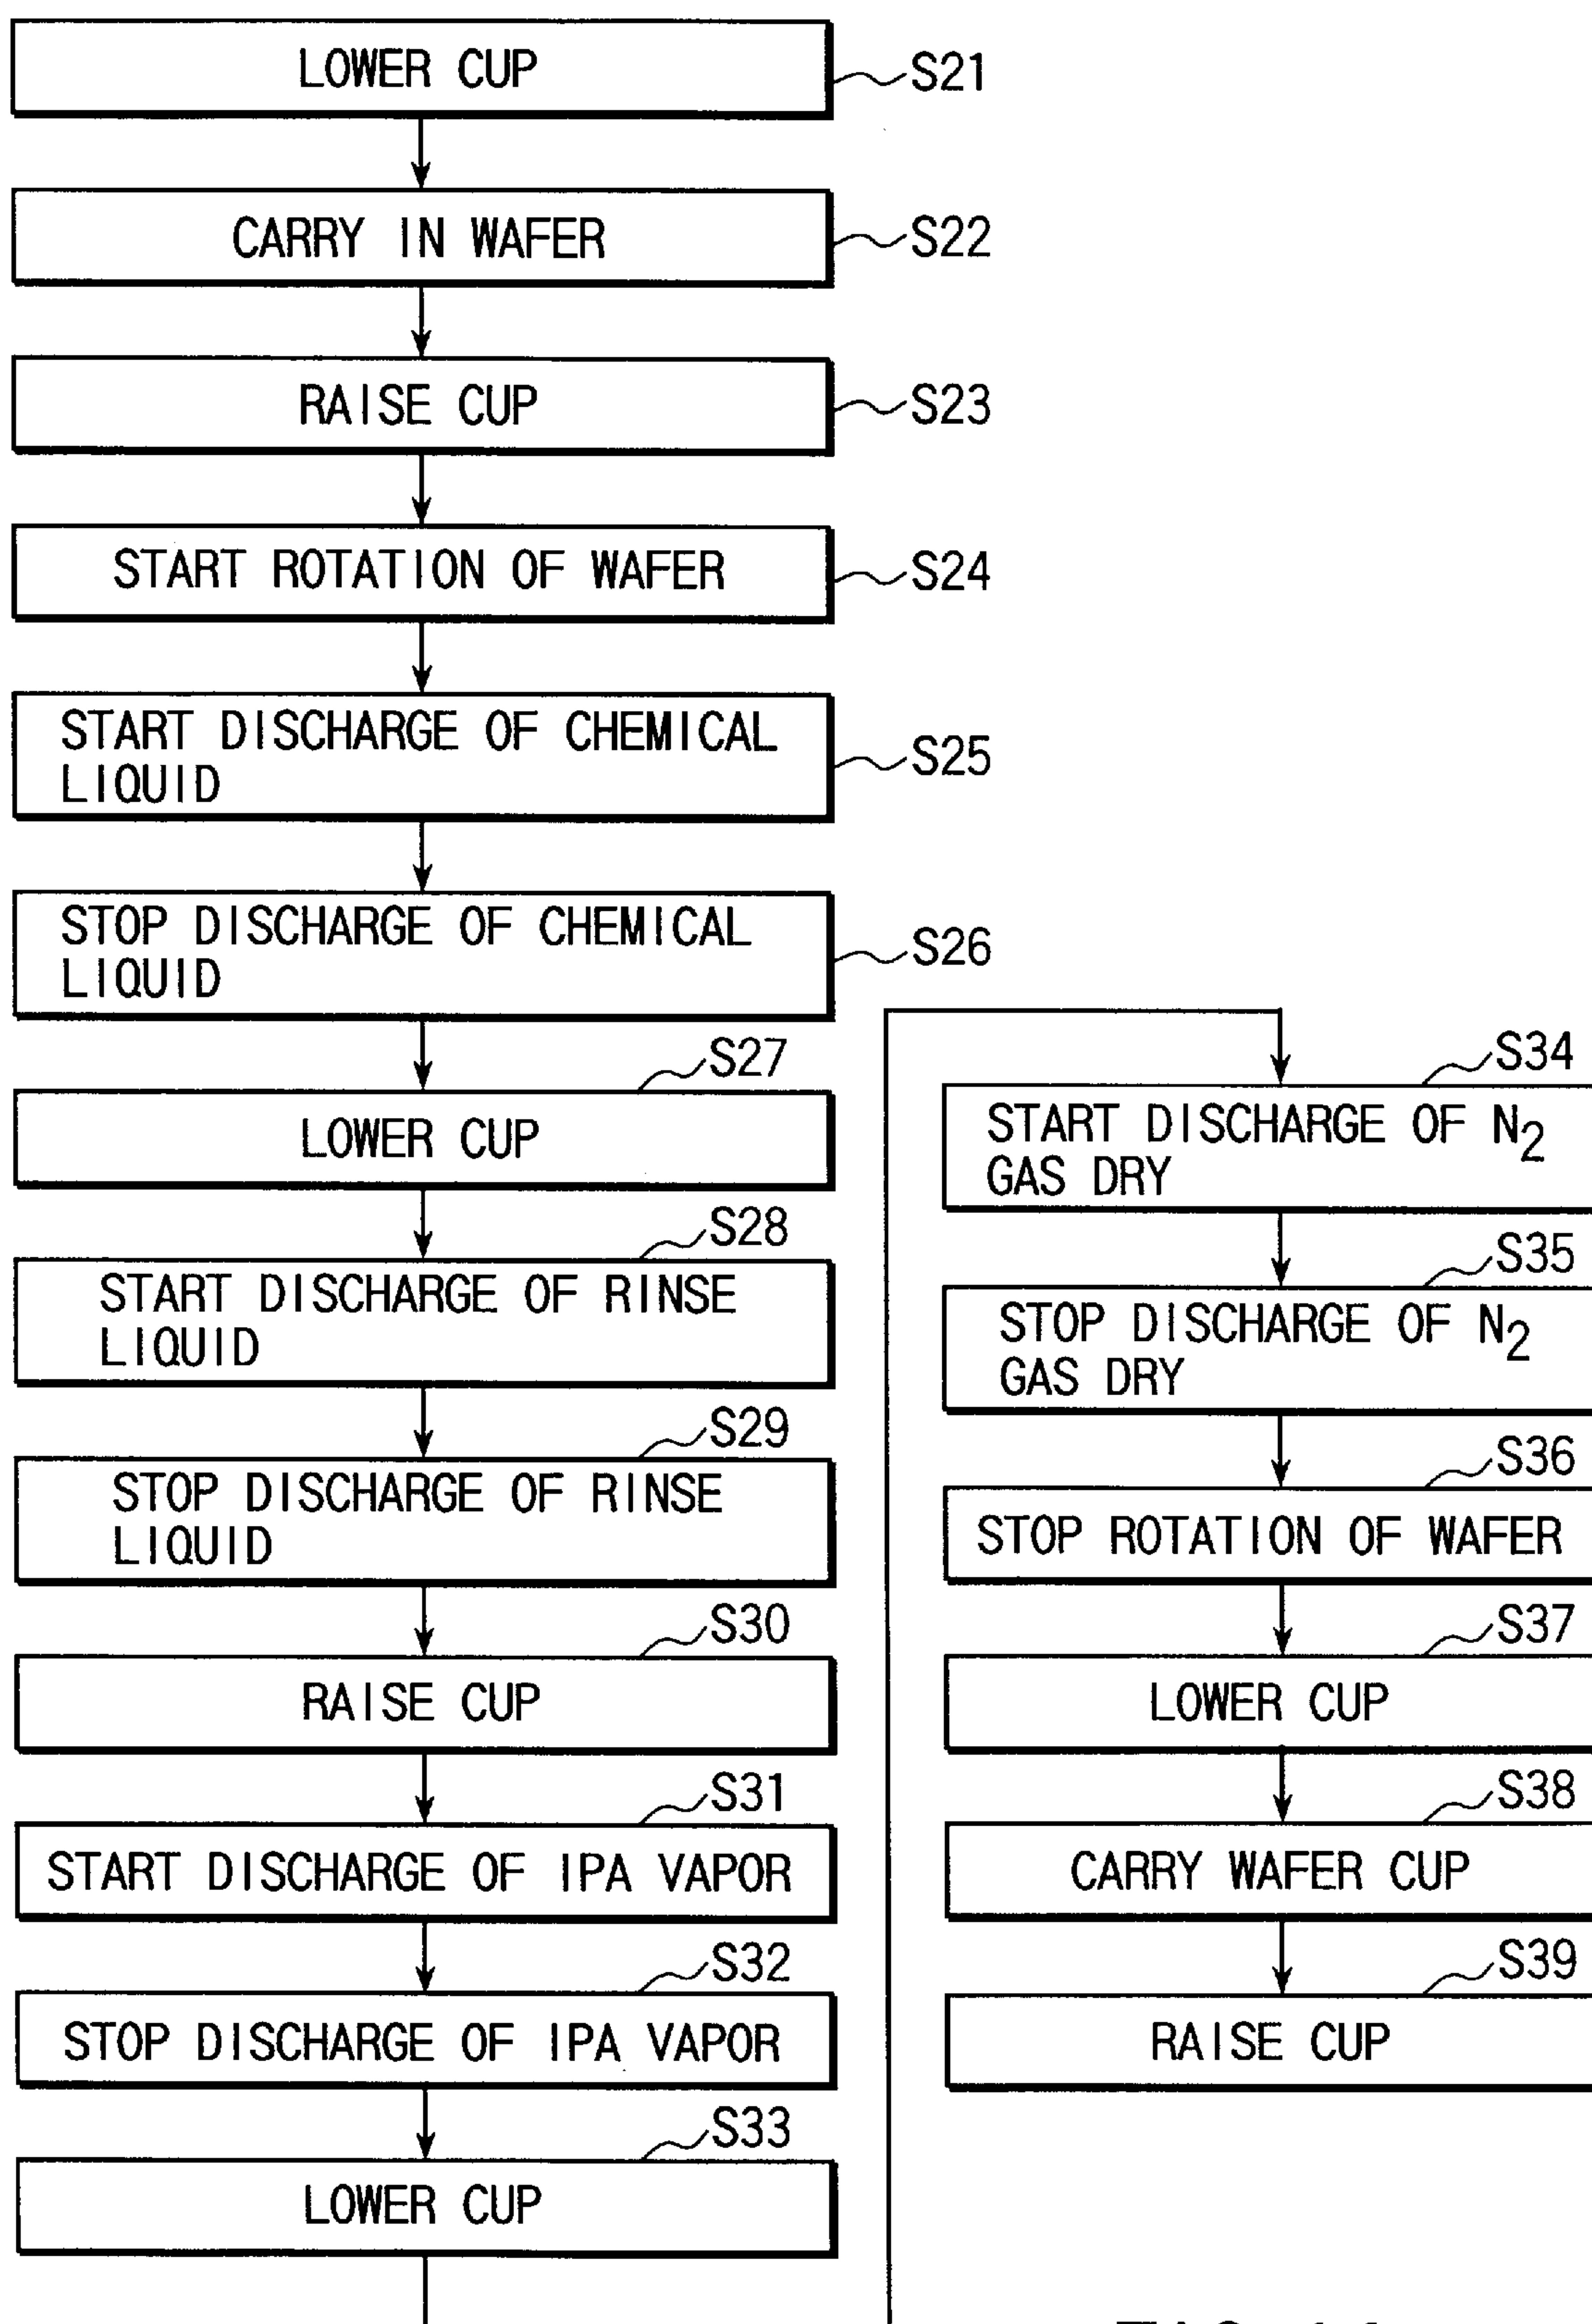 LOWER CUP
S21
CARRY IN WAFER
S22
RAISE CUP
S23
START ROTATION OF WAFER
S24
START DISCHARGE OF CHEMICAL
LIQUID
S25
STOP DISCHARGE OF CHEMICAL
LIQUID
S26
S27
LOWER CUP
S28
START DISCHARGE OF RINSE
LIQUID
S29
STOP DISCHARGE OF RINSE
LIQUID
S30
RAISE CUP
S31
START DISCHARGE OF IPA VAPOR
S32
STOP DISCHARGE OF IPA VAPOR
S33
LOWER CUP
S34
START DISCHARGE OF N2
GAS DRY
S35
STOP DISCHARGE OF N2
GAS DRY
S36
STOP ROTATION OF WAFER
S37
LOWER CUP
S38
CARRY WAFER CUP
S39
RAISE CUP